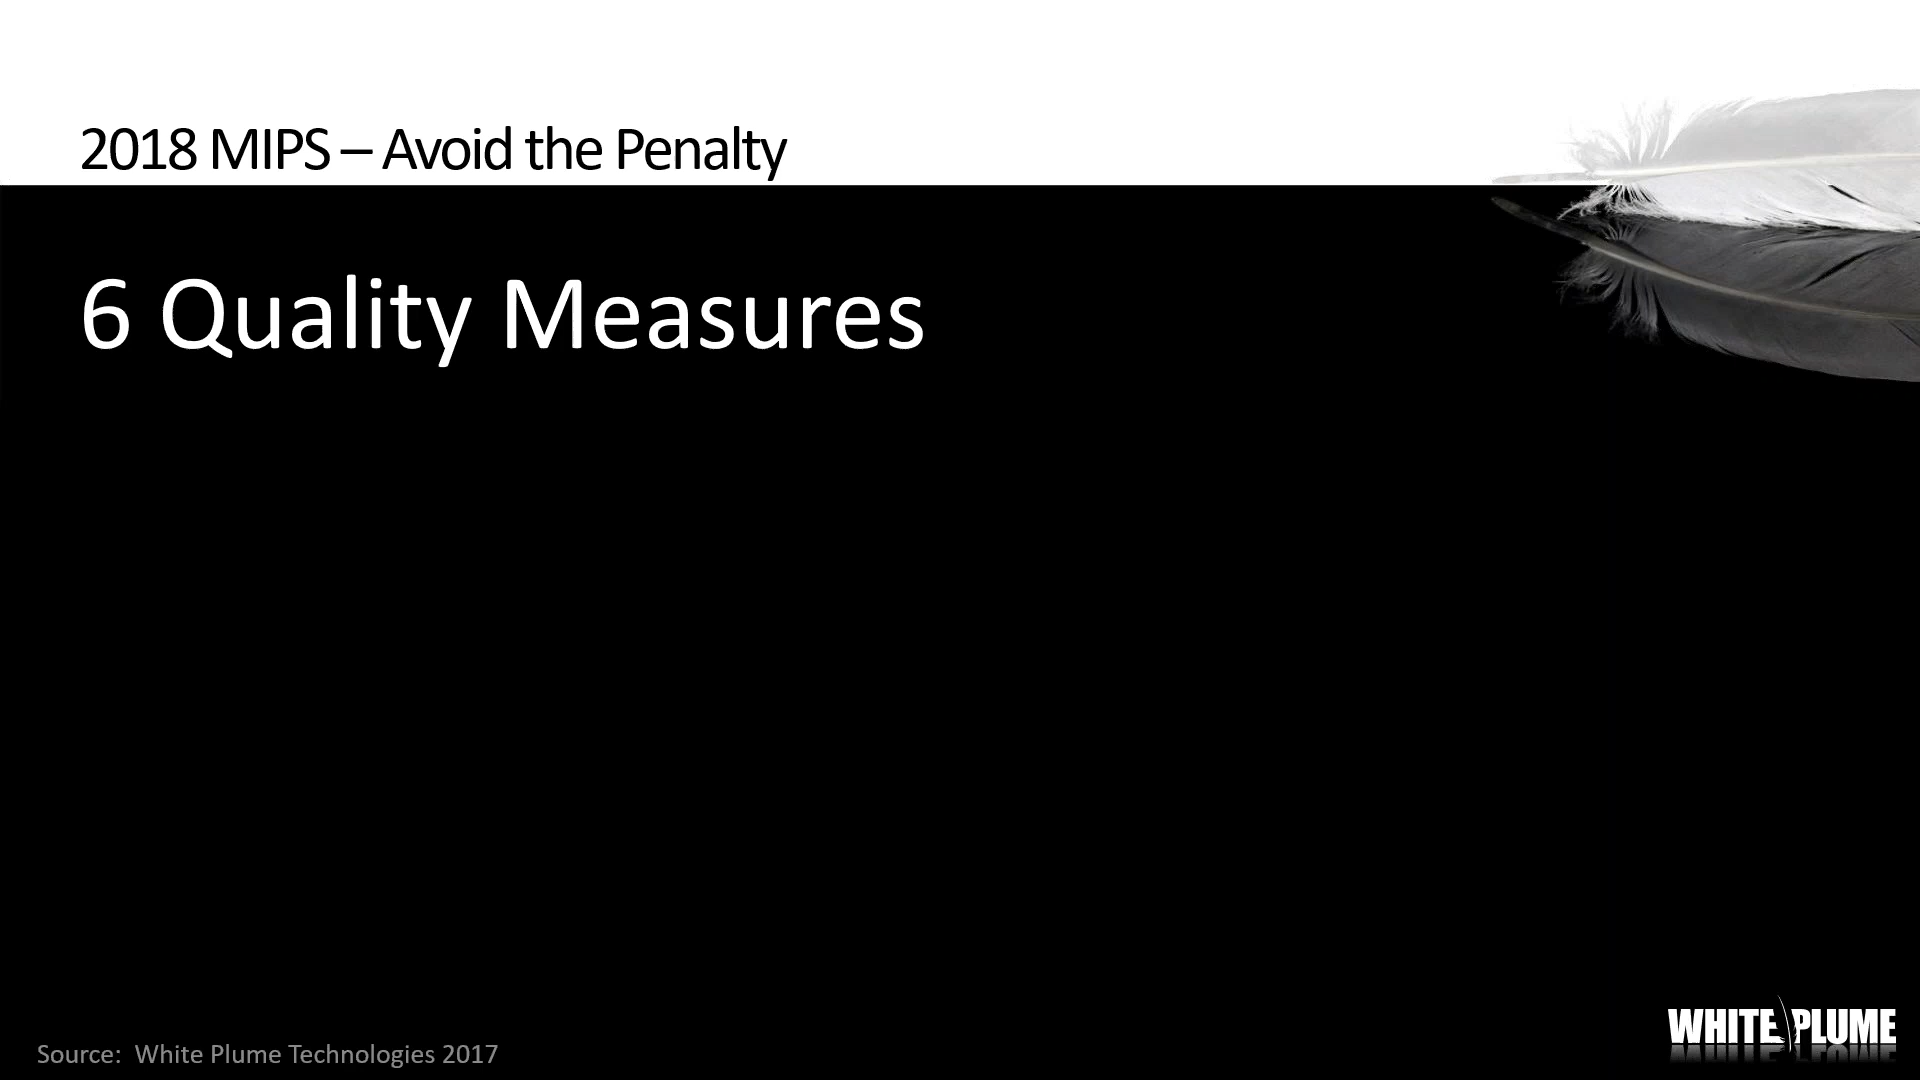 2018 MIPS – Avoid the Penalty
6 Quality Measures
WHITE PLUME
Source: White Plume Technologies 2017